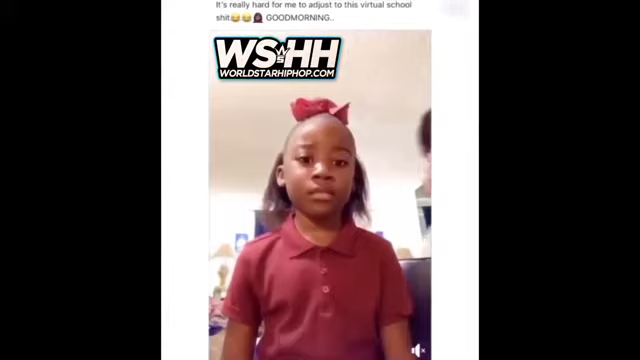 It's really hard for me to adjust to this virtual school
shit😂😂🤦🏿‍♀️ GOODMORNING..
WSHH
WORLDSTARHIPHOP.COM